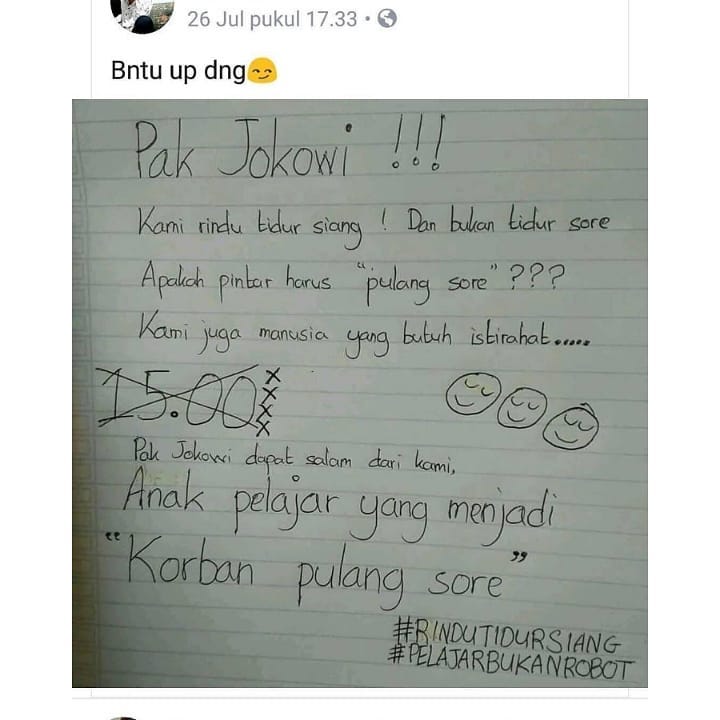 26 Jul pukul 17.33 •
Bntu up dng😏
Pak Jokowi !!!
Kami rindu tidur siang ! Dan bukan tidur sore
Apakah pintar harus "pulang sore" ???
Kami juga manusia yang butuh istirahat.....
15.00 xxxx
Pak Jokowi dapat salam dari kami,
Anak pelajar yang menjadi
"Korban pulang sore"
#RINDUTIDURSIANG
#PELAJARBUKANROBOT